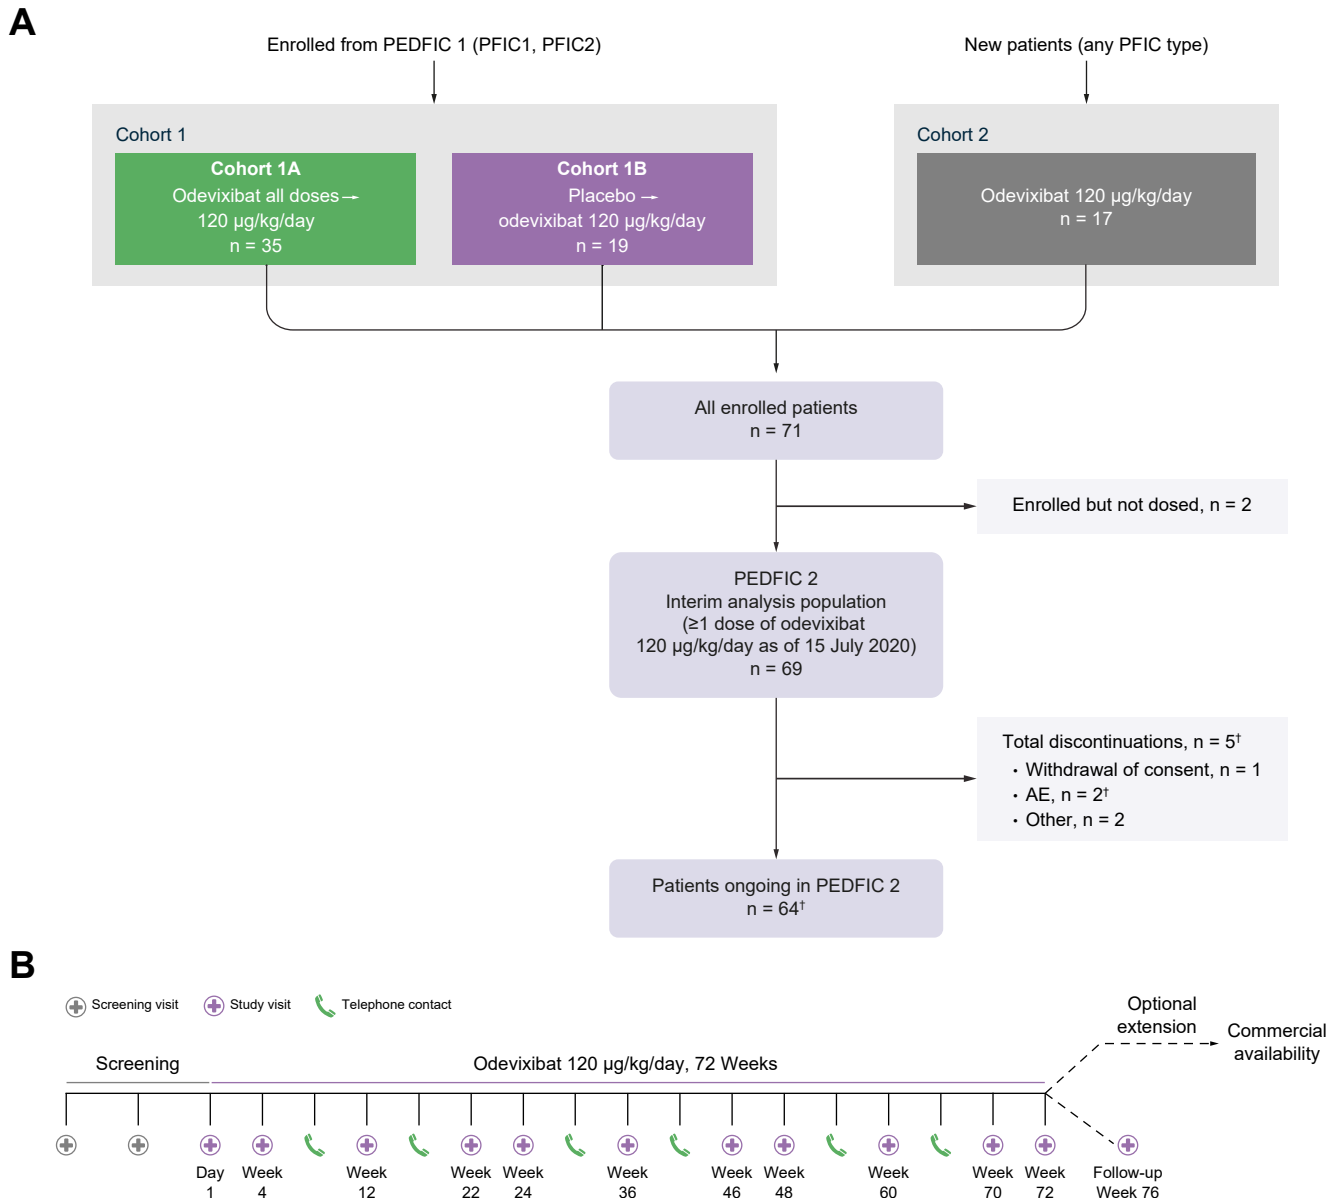 A
Enrolled from PEDFIC 1 (PFIC1, PFIC2)
New patients (any PFIC type)
Cohort 1
Cohort 1A
Odevixibat all doses→
120 µg/kg/day
n = 35
Cohort 1B
Placebo →
odevixibat 120 µg/kg/day
n = 19
Cohort 2
Odevixibat 120 µg/kg/day
n = 17
All enrolled patients
n = 71
Enrolled but not dosed, n = 2
PEDFIC 2
Interim analysis population
(≥1 dose of odevixibat
120 µg/kg/day as of 15 July 2020)
n = 69
Total discontinuations, n = 5†
• Withdrawal of consent, n = 1
• AE, n = 2†
• Other, n = 2
Patients ongoing in PEDFIC 2
n = 64†
B
Screening visit
Study visit
Telephone contact
Screening
Odevixibat 120 µg/kg/day, 72 Weeks
Optional
extension
Commercial
availability
Day
1
Week
4
Week
12
Week
22
Week
24
Week
36
Week
46
Week
48
Week
60
Week
70
Week
72
Follow-up
Week 76